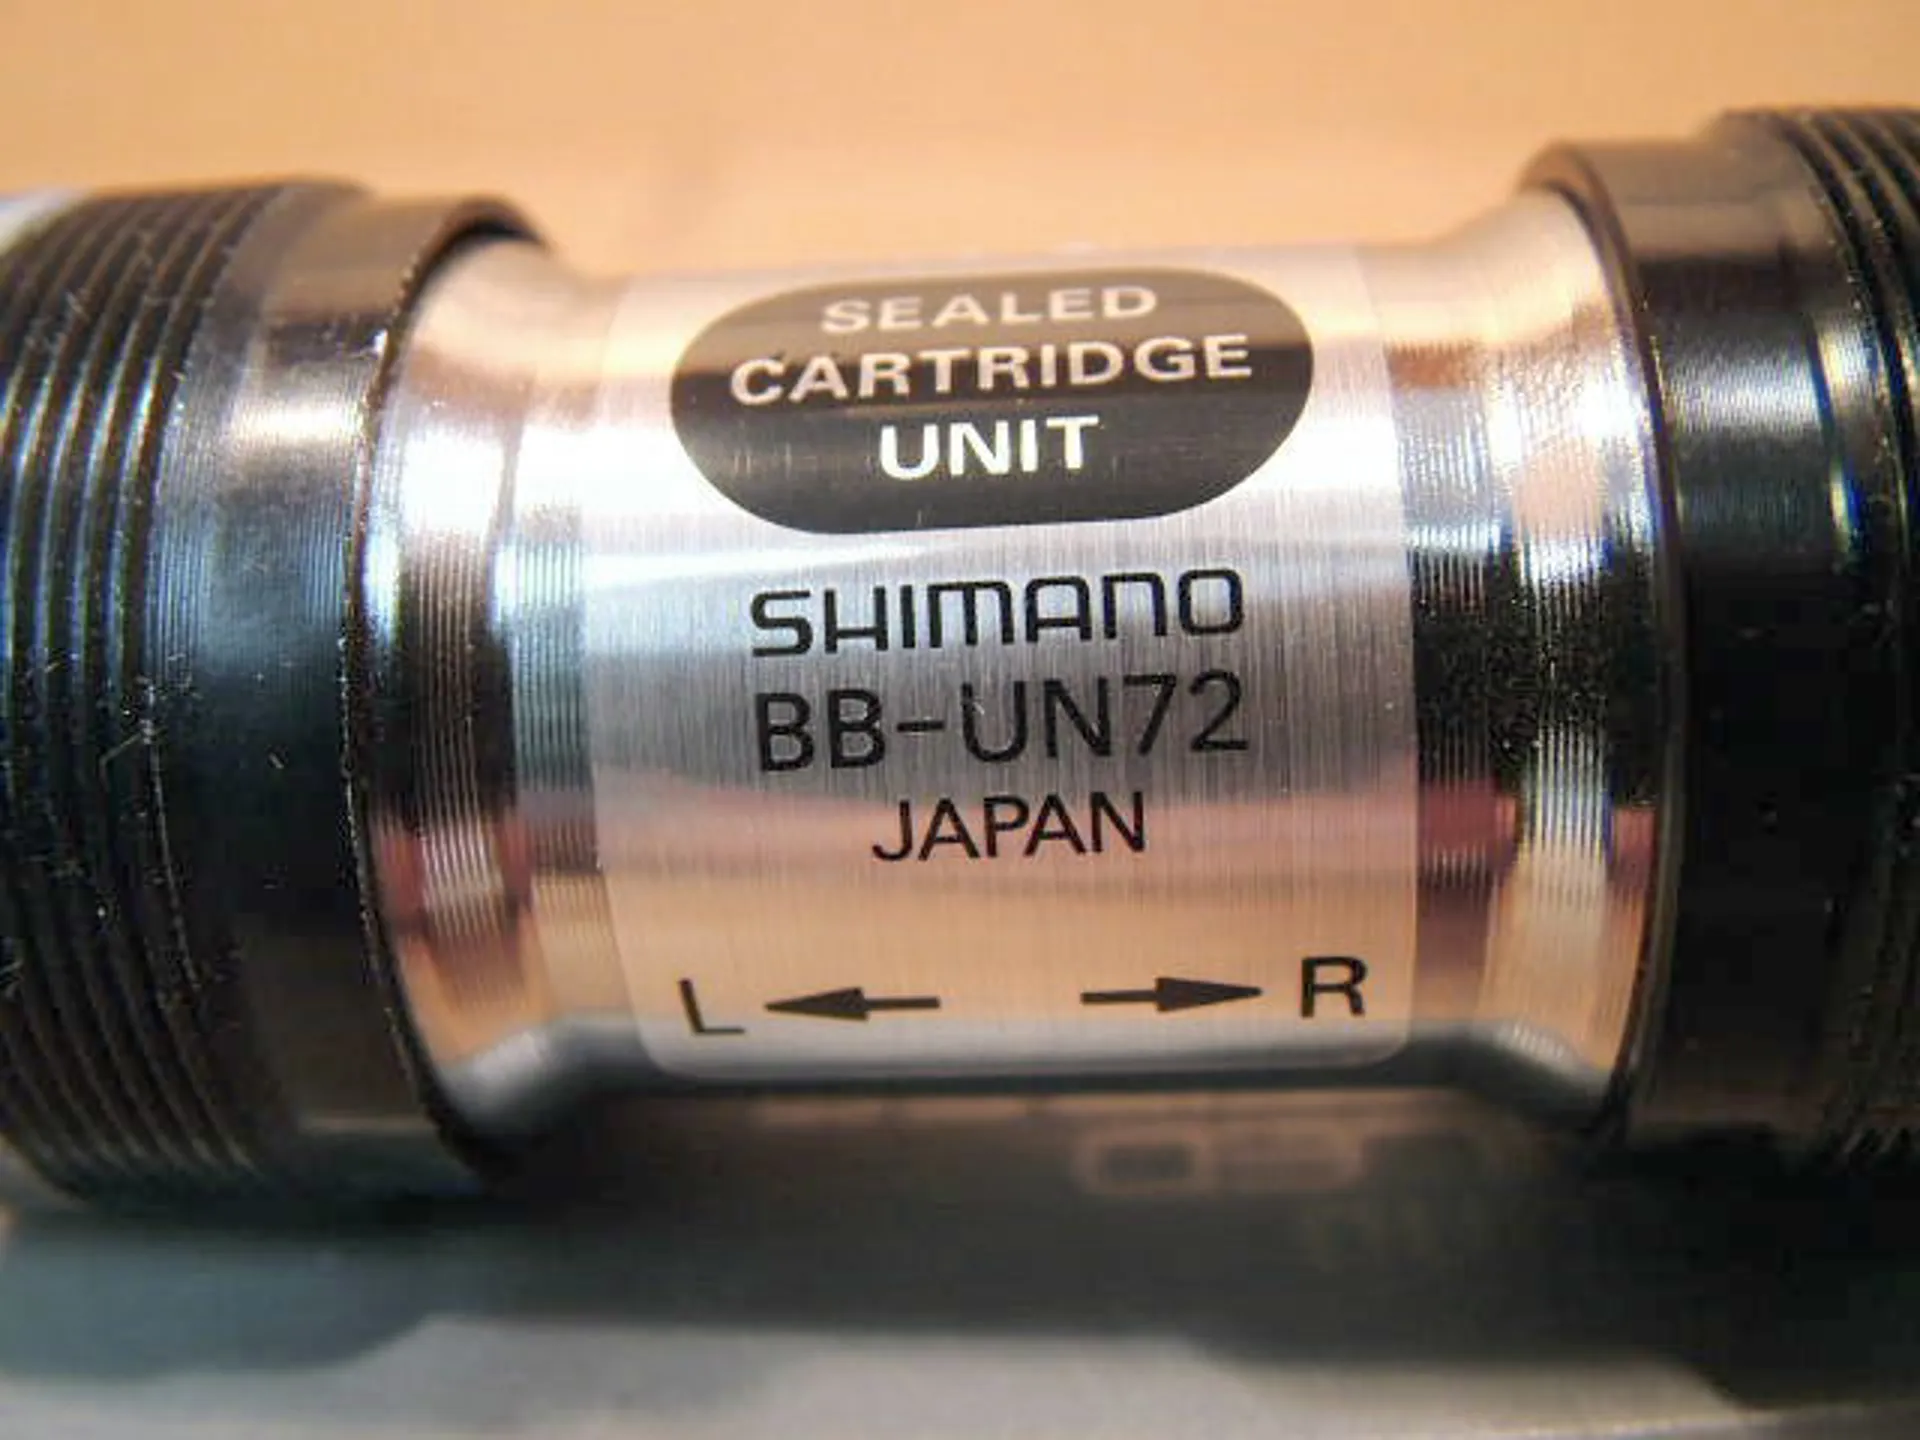 SEALED
CARTRIDGE
UNIT
SHIMANO
BB-UN72
JAPAN
L R